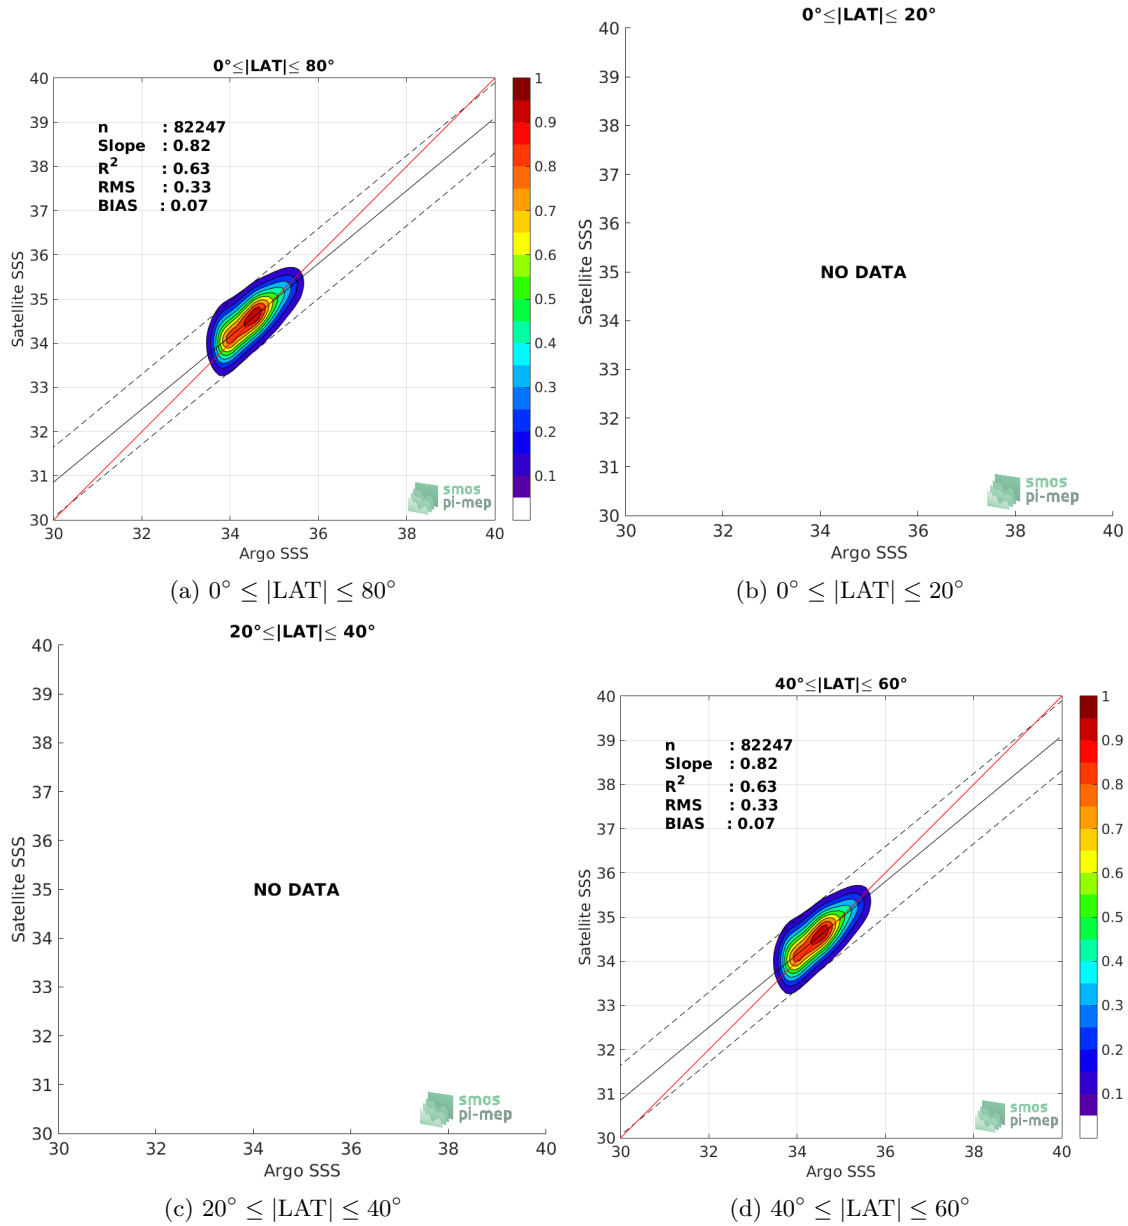 0°≤|LAT|≤ 80°
40
39
38
37
36
35
34
33
32
31
30
Satellite SSS
n : 82247
Slope : 0.82
R² : 0.63
RMS : 0.33
BIAS : 0.07
smos
pi-mep
30 32 34 36 38 40
Argo SSS
1
0.9
0.8
0.7
0.6
0.5
0.4
0.3
0.2
0.1
(a) 0° ≤ |LAT| ≤ 80°
0°≤|LAT|≤ 20°
40
39
38
37
36
35
34
33
32
31
30
Satellite SSS
NO DATA
smos
pi-mep
30 32 34 36 38 40
Argo SSS
(b) 0° ≤ |LAT| ≤ 20°
20°≤|LAT|≤ 40°
40
39
38
37
36
35
34
33
32
31
30
Satellite SSS
NO DATA
smos
pi-mep
30 32 34 36 38 40
Argo SSS
(c) 20° ≤ |LAT| ≤ 40°
40°≤|LAT|≤ 60°
40
39
38
37
36
35
34
33
32
31
30
Satellite SSS
n : 82247
Slope : 0.82
R² : 0.63
RMS : 0.33
BIAS : 0.07
smos
pi-mep
30 32 34 36 38 40
Argo SSS
1
0.9
0.8
0.7
0.6
0.5
0.4
0.3
0.2
0.1
(d) 40° ≤ |LAT| ≤ 60°